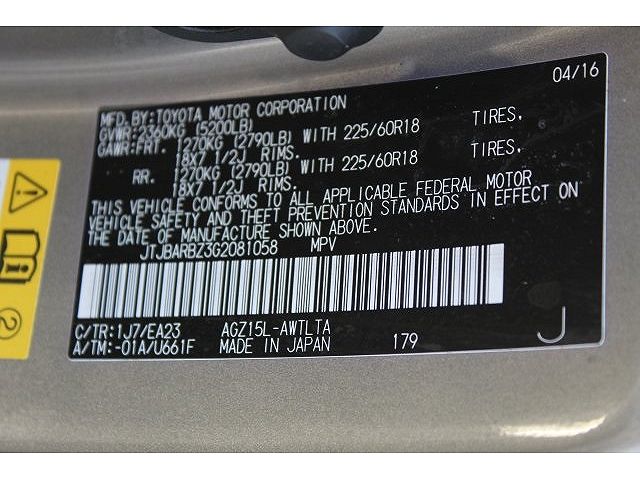 04/16
MFD.BY:TOYOTA MOTOR CORPORATION
GVWR:2360KG (5200LB)
GAWR:FRT. 1270KG (2790LB) WITH 225/60R18 TIRES,
18X7 1/2J RIMS.
RR. 1270KG (2790LB) WITH 225/60R18 TIRES,
18X7 1/2J RIMS.
THIS VEHICLE CONFORMS TO ALL APPLICABLE FEDERAL MOTOR
VEHICLE SAFETY AND THEFT PREVENTION STANDARDS IN EFFECT ON
THE DATE OF MANUFACTURE SHOWN ABOVE.
JTJBARBZ3G2081058 MPV
C/TR:1J7/EA23 AGZ15L-AWTLTA
A/TM:-01A/U661F MADE IN JAPAN 179
J
2